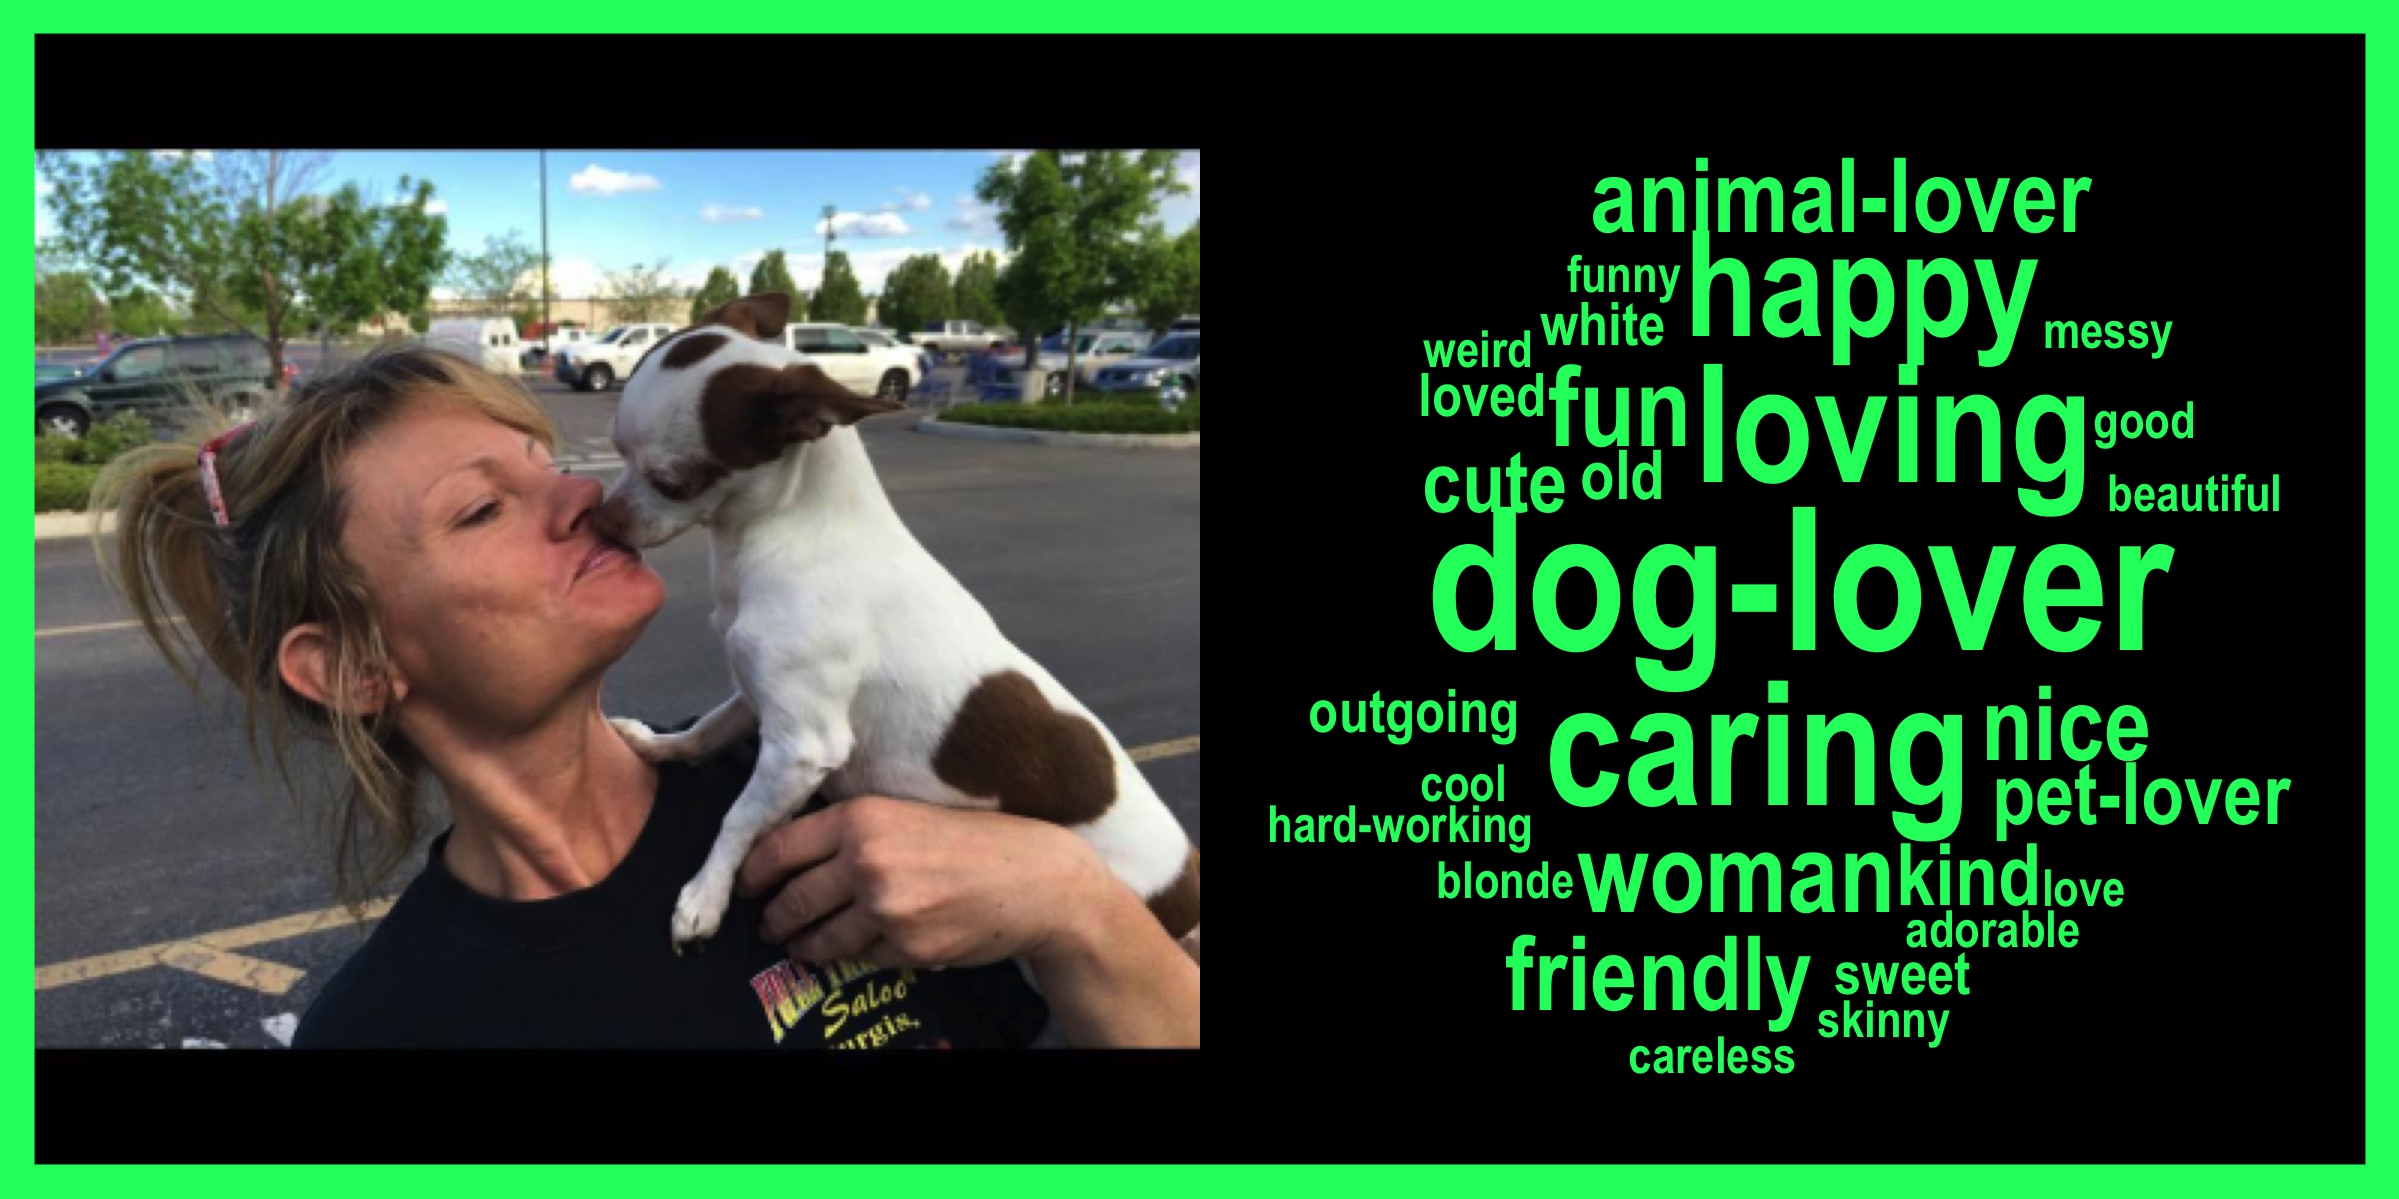 animal-lover
funny happy
white messy
weird
loved fun loving good
cute old beautiful
dog-lover
outgoing caring nice
cool pet-lover
hard-working
blonde woman kind love
adorable
friendly sweet
skinny
careless
Saloo